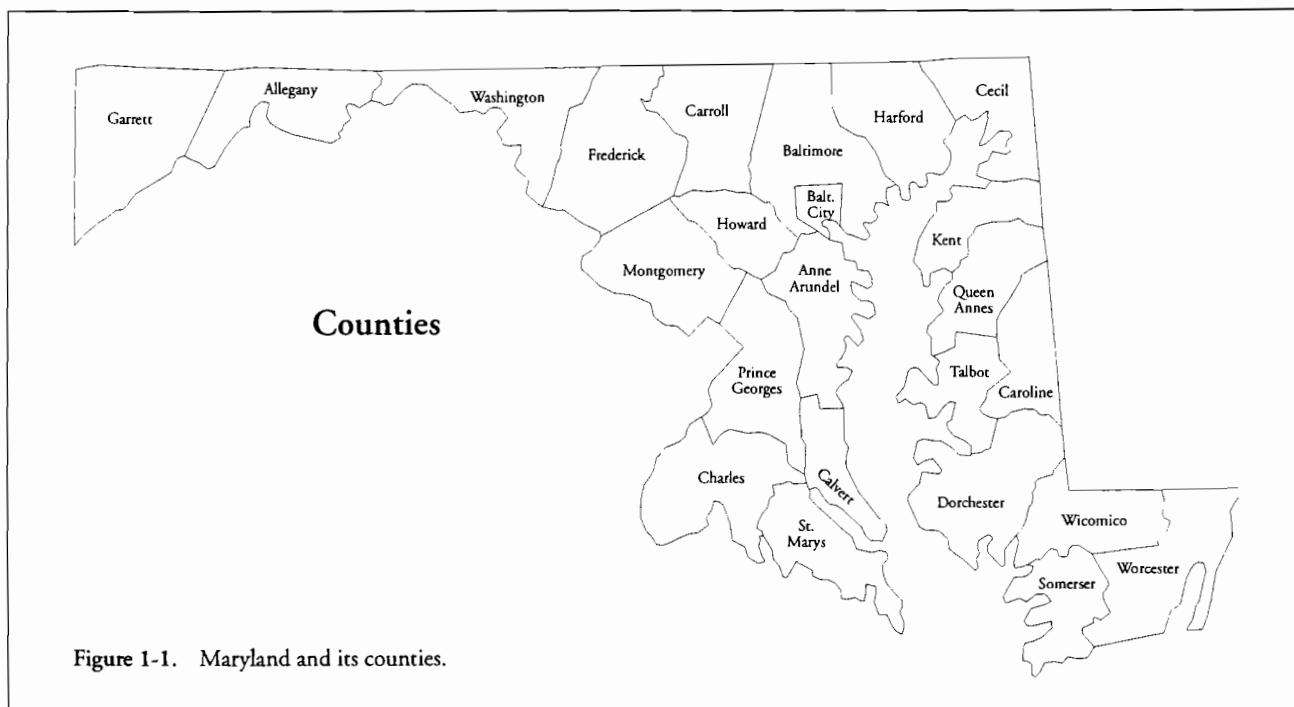 Garrett
Allegany
Washington
Frederick
Carroll
Baltimore
Harford
Cecil
Balt.
City
Howard
Montgomery
Anne
Arundel
Kent
Queen
Annes
Counties
Prince
Georges
Talbot
Caroline
Charles
Calvert
St.
Marys
Dorchester
Wicomico
Somerser
Worcester
Figure 1-1. Maryland and its counties.